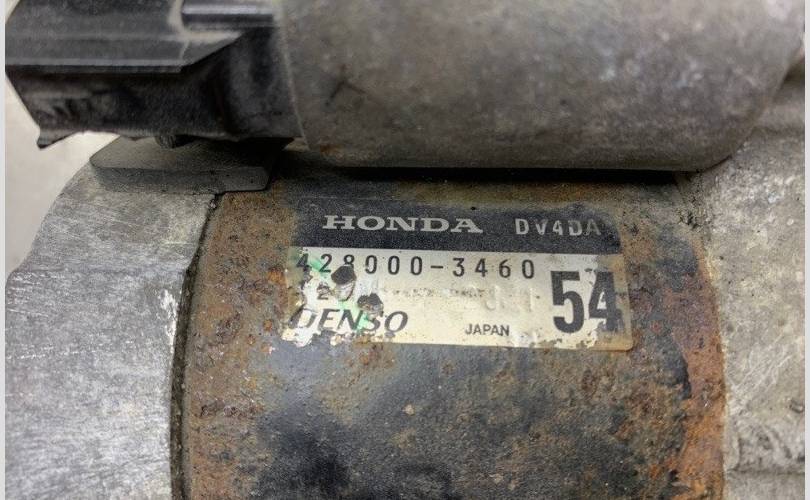 HONDA DV4DA
428000-3460
54
DENSO JAPAN